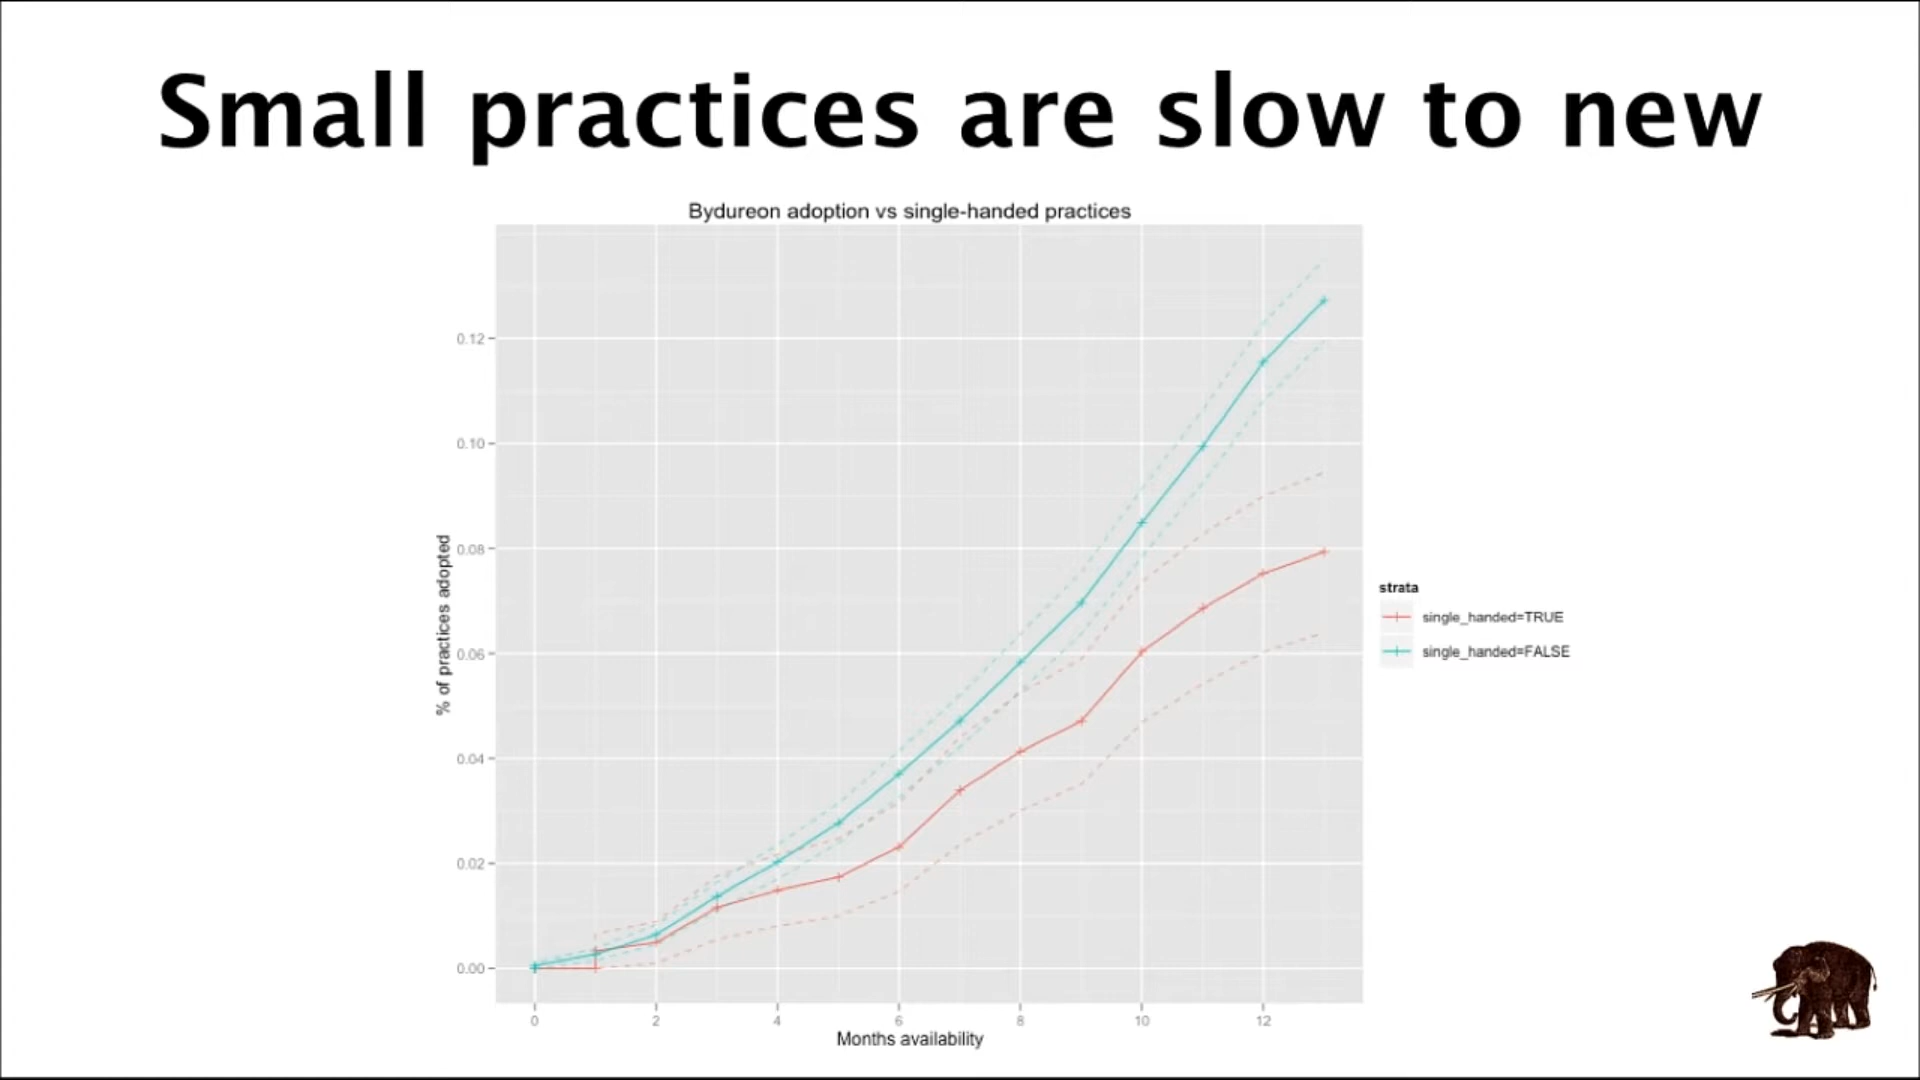 Small practices are slow to new
Bydureon adoption vs single-handed practices
0.12
0.10
0.08
0.06
0.04
0.02
0.00
% of practices adopted
0 2 4 6 8 10 12
Months availability
strata
single_handed=TRUE
single_handed=FALSE